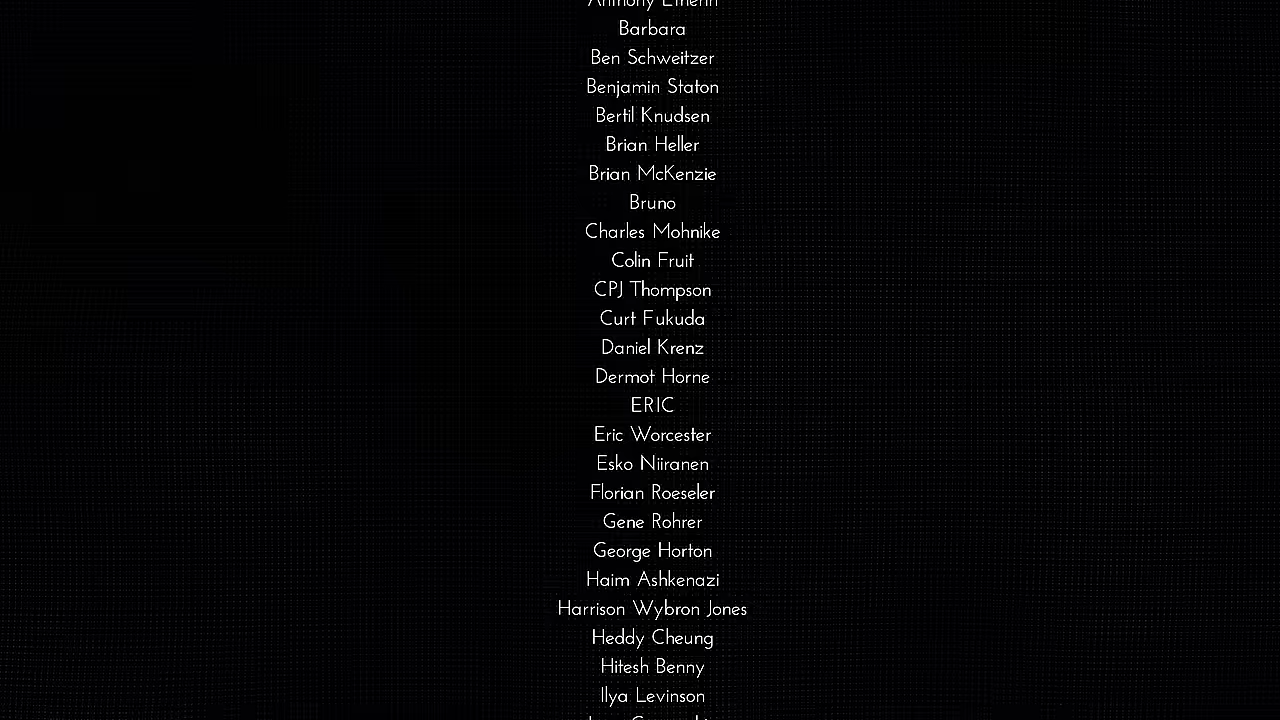 Barbara
Ben Schweitzer
Benjamin Staton
Bertil Knudsen
Brian Heller
Brian McKenzie
Bruno
Charles Mohnike
Colin Fruit
CPJ Thompson
Curt Fukuda
Daniel Krenz
Dermot Horne
ERIC
Eric Worcester
Esko Niiranen
Florian Roeseler
Gene Rohrer
George Horton
Haim Ashkenazi
Harrison Wybron Jones
Heddy Cheung
Hitesh Benny
Ilya Levinson